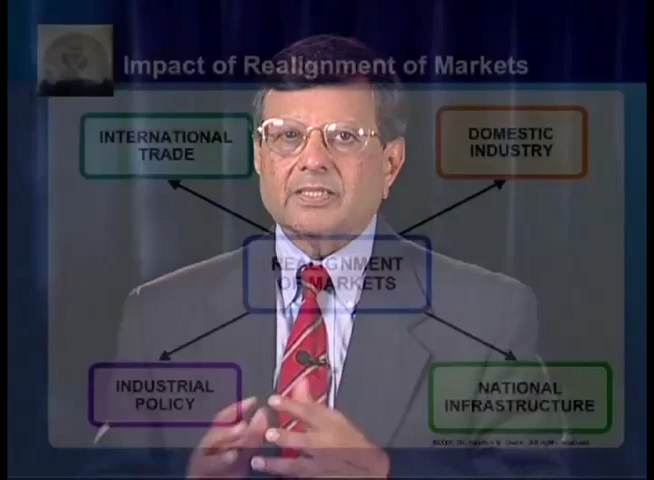 Impact of Realignment of Markets
INTERNATIONAL
TRADE
DOMESTIC
INDUSTRY
REALIGNMENT
OF MARKETS
INDUSTRIAL
POLICY
NATIONAL
INFRASTRUCTURE